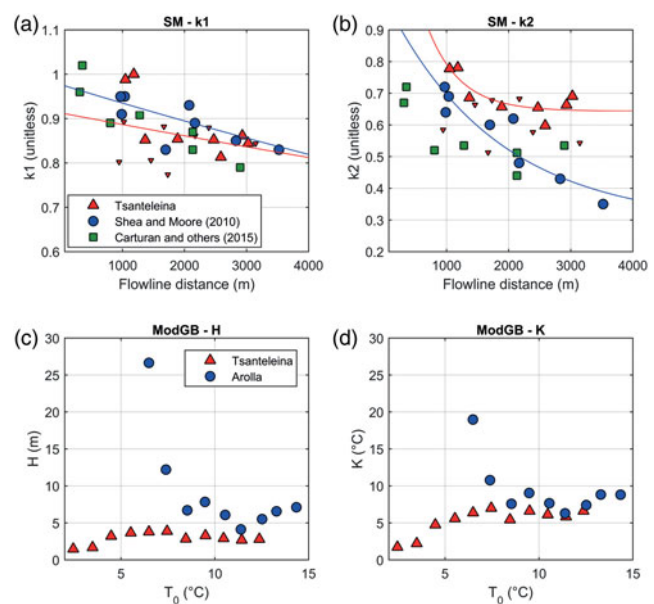 (a)
SM - k1
1.1
1
0.9
0.8
0.7
0.6
k1 (unitless)
Tsanteleina
Shea and Moore (2010)
Carturan and others (2015)
1000 2000 3000 4000
Flowline distance (m)
(b)
SM - k2
0.9
0.8
0.7
0.6
0.5
0.4
0.3
0.2
k2 (unitless)
1000 2000 3000 4000
Flowline distance (m)
(c)
ModGB - H
30
25
20
15
10
5
0
H (m)
Tsanteleina
Arolla
5 10 15
T0 (°C)
(d)
ModGB - K
30
25
20
15
10
5
0
K (°C)
5 10 15
T0 (°C)